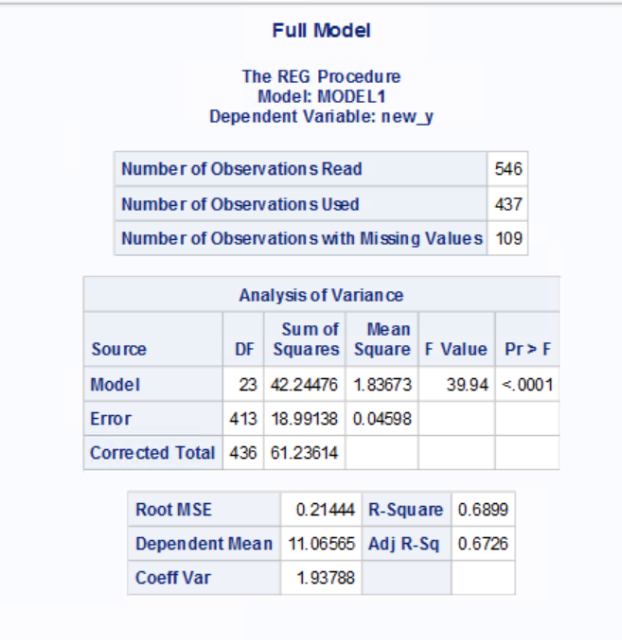 Full Model
The REG Procedure
Model: MODEL1
Dependent Variable: new_y
Number of Observations Read 546
Number of Observations Used 437
Number of Observations with Missing Values 109
Analysis of Variance
Source DF Sum of Squares Mean Square F Value Pr > F
Model 23 42.24476 1.83673 39.94 <.0001
Error 413 18.99138 0.04598
Corrected Total 436 61.23614
Root MSE 0.21444 R-Square 0.6899
Dependent Mean 11.06565 Adj R-Sq 0.6726
Coeff Var 1.93788